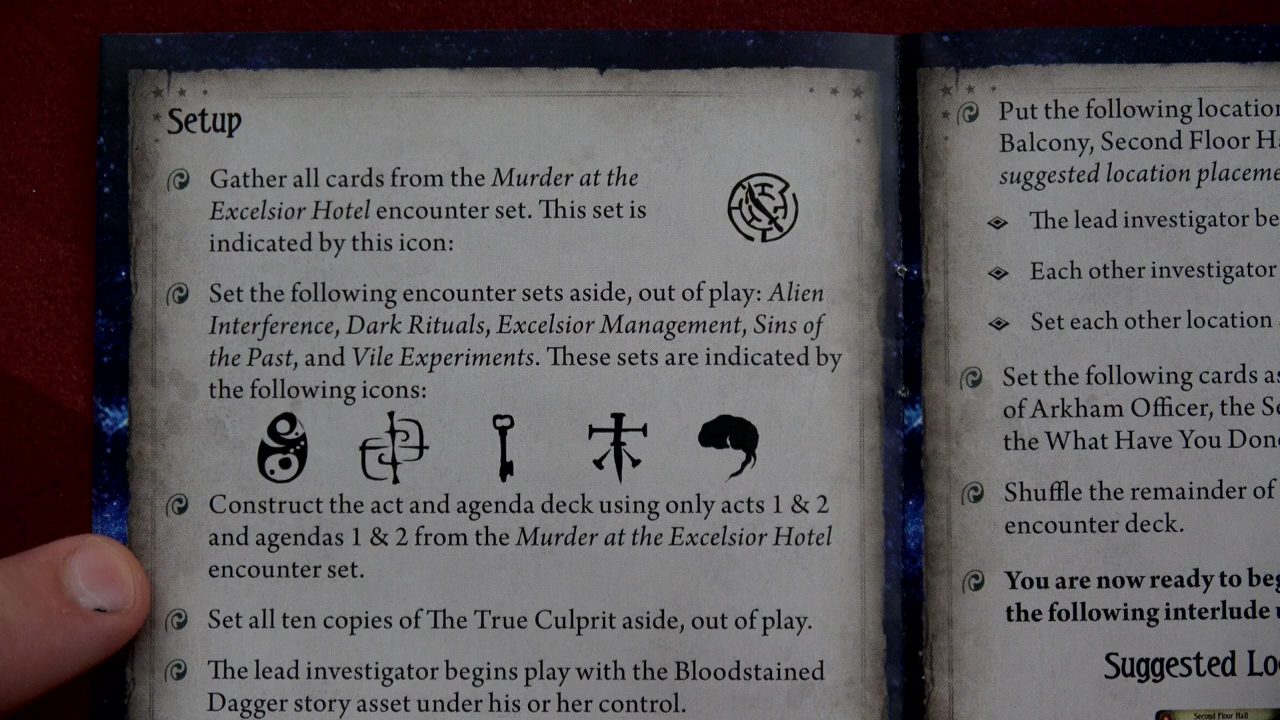 Setup
Gather all cards from the Murder at the
Excelsior Hotel encounter set. This set is
indicated by this icon:
Set the following encounter sets aside, out of play: Alien
Interference, Dark Rituals, Excelsior Management, Sins of
the Past, and Vile Experiments. These sets are indicated by
the following icons:
Construct the act and agenda deck using only acts 1 & 2
and agendas 1 & 2 from the Murder at the Excelsior Hotel
encounter set.
Set all ten copies of The True Culprit aside, out of play.
The lead investigator begins play with the Bloodstained
Dagger story asset under his or her control.
Put the following
Balcony, Second Floor
suggested location
The lead investigator
Each other investigator
Set each other location
Set the following cards
of Arkham Officer, the
the What Have You
Shuffle the remainder of
encounter deck.
You are now ready to
the following interlude
Suggested
Second Floor Hall